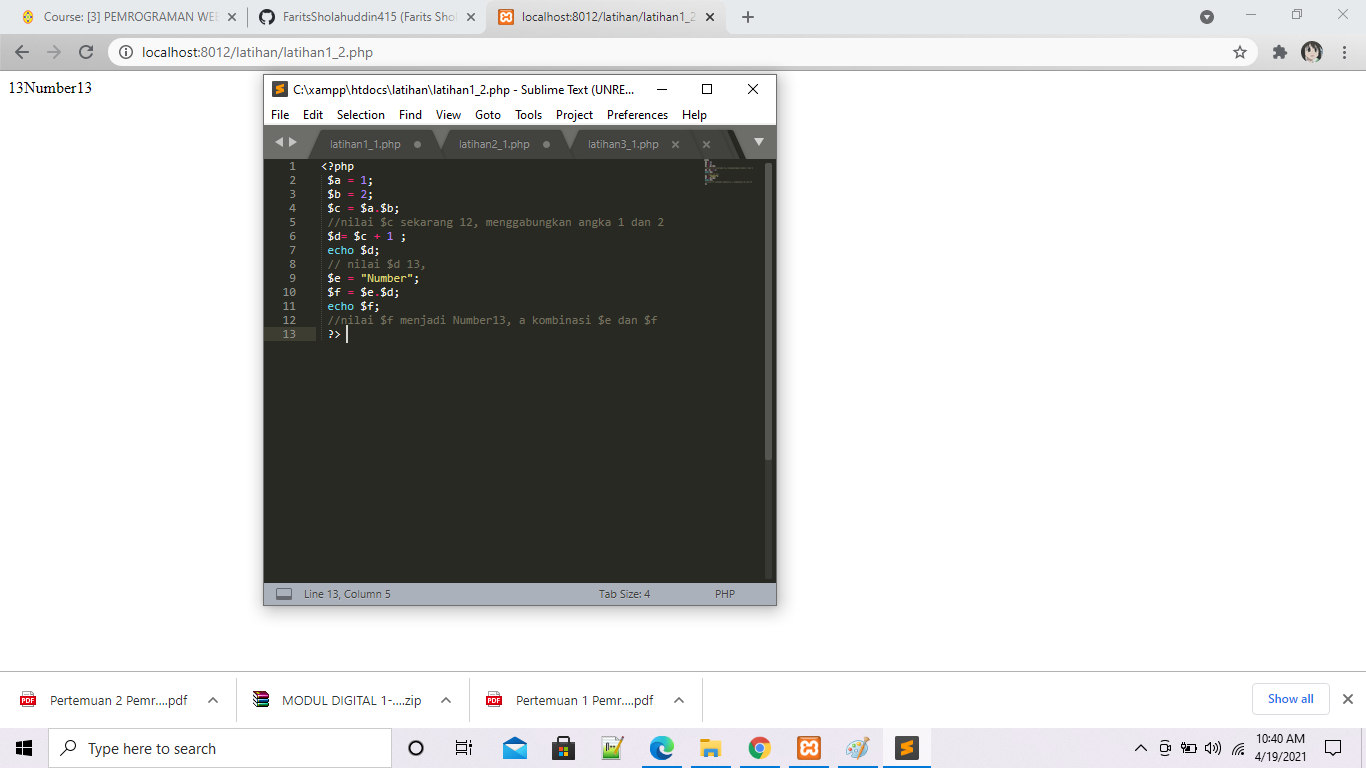 Course: [3] PEMROGRAMAN WEB
FaritsSholahuddin415 (Farits Shol
localhost:8012/latihan/latihan1_2
localhost:8012/latihan/latihan1_2.php
13Number13
C:\xampp\htdocs\latihan\latihan1_2.php - Sublime Text (UNRE...
File Edit Selection Find View Goto Tools Project Preferences Help
latihan1_1.php latihan2_1.php latihan3_1.php
1 <?php
2 $a = 1;
3 $b = 2;
4 $c = $a.$b;
5 //nilai $c sekarang 12, menggabungkan angka 1 dan 2
6 $d= $c + 1 ;
7 echo $d;
8 // nilai $d 13,
9 $e = "Number";
10 $f = $e.$d;
11 echo $f;
12 //nilai $f menjadi Number13, a kombinasi $e dan $f
13 ?>
Line 13, Column 5 Tab Size: 4 PHP
Pertemuan 2 Pemr....pdf
MODUL DIGITAL 1-....zip
Pertemuan 1 Pemr....pdf
Show all
Type here to search
10:40 AM
4/19/2021